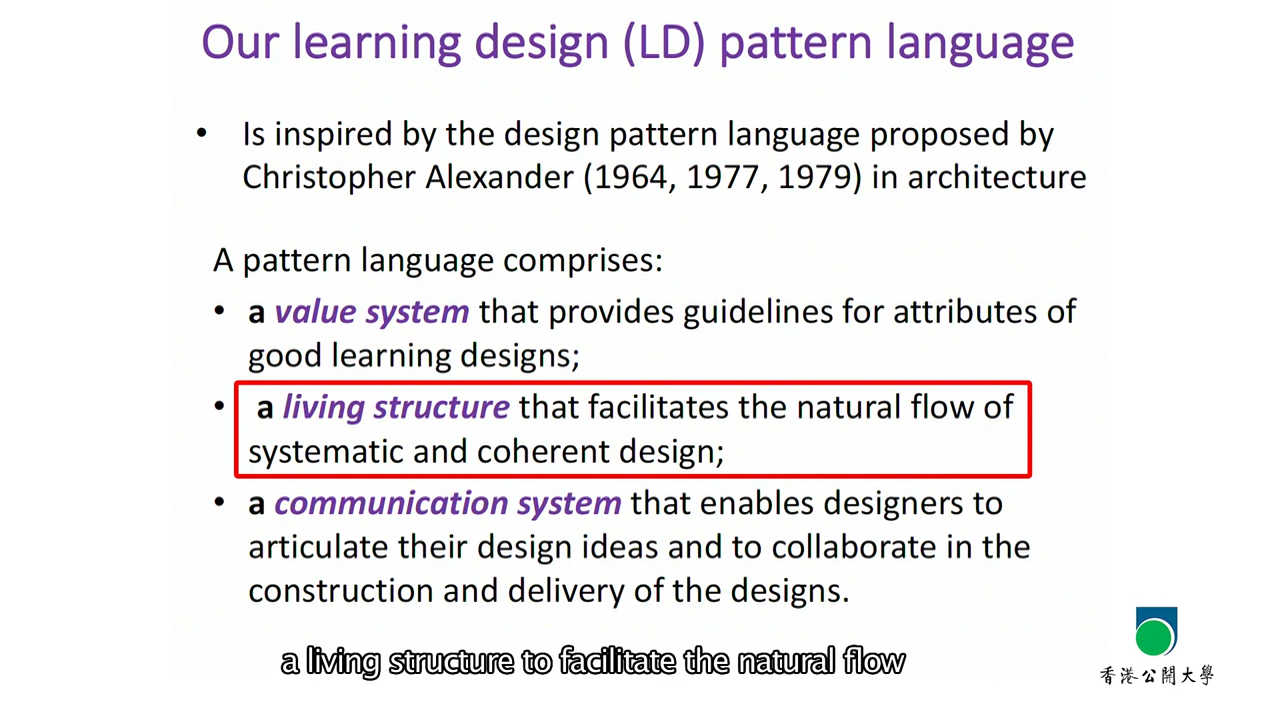 Our learning design (LD) pattern language
• Is inspired by the design pattern language proposed by
Christopher Alexander (1964, 1977, 1979) in architecture
A pattern language comprises:
• a value system that provides guidelines for attributes of
good learning designs;
• a living structure that facilitates the natural flow of
systematic and coherent design;
• a communication system that enables designers to
articulate their design ideas and to collaborate in the
construction and delivery of the designs.
a living structure to facilitate the natural flow
香港公開大學